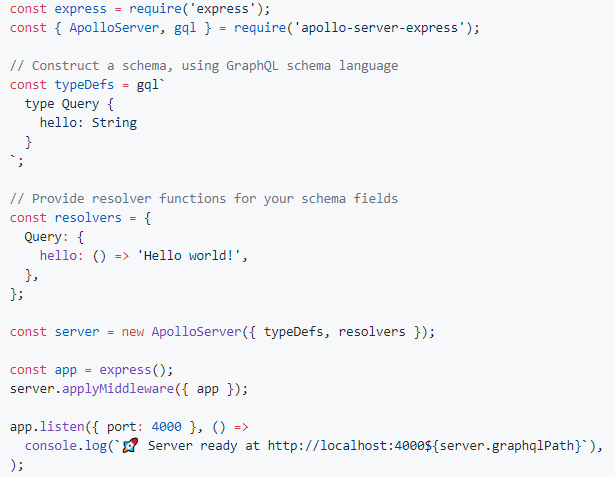 const express = require('express');
const { ApolloServer, gql } = require('apollo-server-express');

// Construct a schema, using GraphQL schema language
const typeDefs = gql`
  type Query {
    hello: String
  }
`;

// Provide resolver functions for your schema fields
const resolvers = {
  Query: {
    hello: () => 'Hello world!',
  },
};

const server = new ApolloServer({ typeDefs, resolvers });

const app = express();
server.applyMiddleware({ app });

app.listen({ port: 4000 }, () =>
  console.log(`🚀 Server ready at http://localhost:4000${server.graphqlPath}`),
);